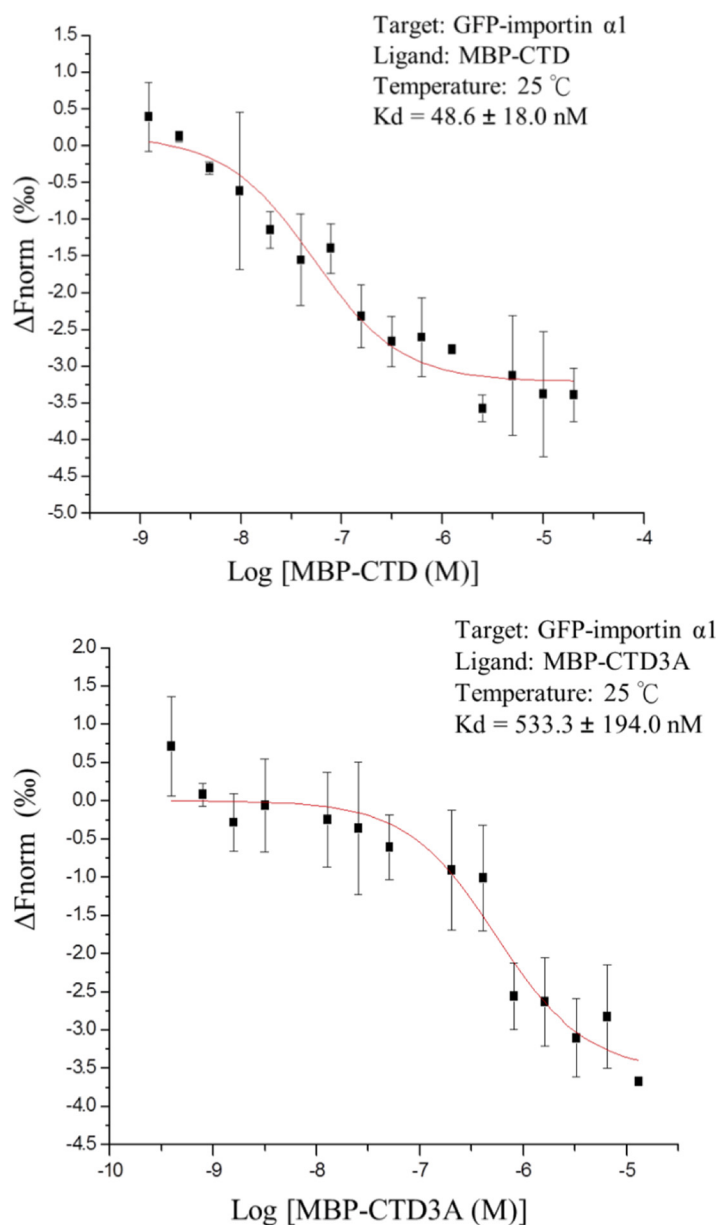 Target: GFP-importin α1
Ligand: MBP-CTD
Temperature: 25 ℃
Kd = 48.6 ± 18.0 nM
1.5
1.0
0.5
0.0
-0.5
-1.0
-1.5
-2.0
-2.5
-3.0
-3.5
-4.0
-4.5
-5.0
ΔFnorm (‰)
-9 -8 -7 -6 -5 -4
Log [MBP-CTD (M)]
Target: GFP-importin α1
Ligand: MBP-CTD3A
Temperature: 25 ℃
Kd = 533.3 ± 194.0 nM
2.0
1.5
1.0
0.5
0.0
-0.5
-1.0
-1.5
-2.0
-2.5
-3.0
-3.5
-4.0
-4.5
ΔFnorm (‰)
-10 -9 -8 -7 -6 -5
Log [MBP-CTD3A (M)]